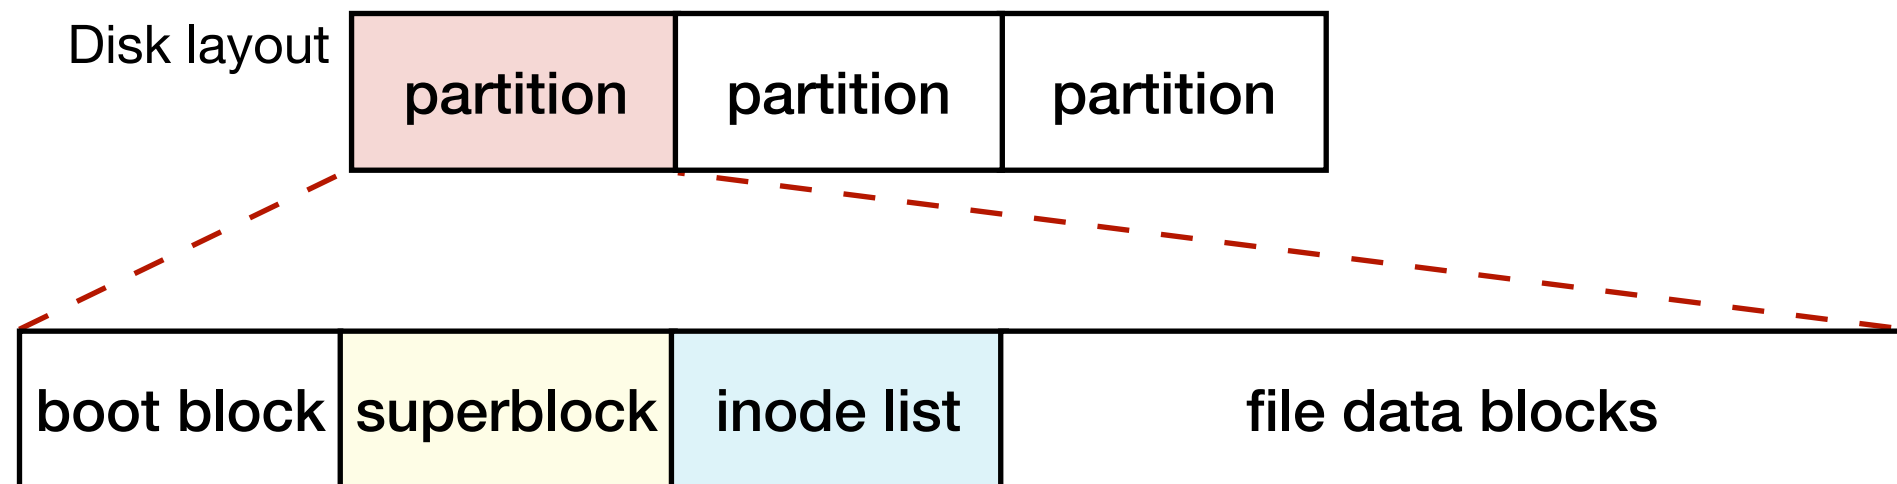 Disk layout
partition partition partition
boot block superblock inode list file data blocks